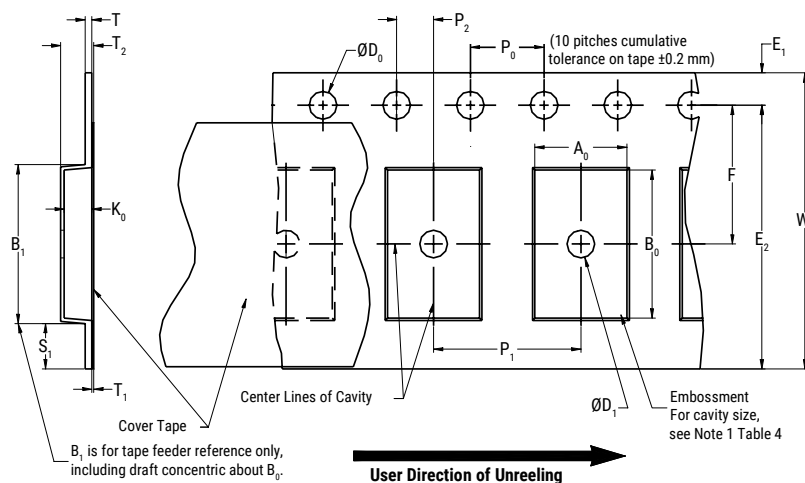 T
T₂
ØD₀
P₂
P₀
(10 pitches cumulative
tolerance on tape ±0.2 mm)
E₁
A₀
F
W
K₀
B₁
B₀
E₂
S₁
P₁
T₁
Center Lines of Cavity
ØD₁
Embossment
For cavity size,
see Note 1 Table 4
Cover Tape
B₁ is for tape feeder reference only,
including draft concentric about B₀.
User Direction of Unreeling